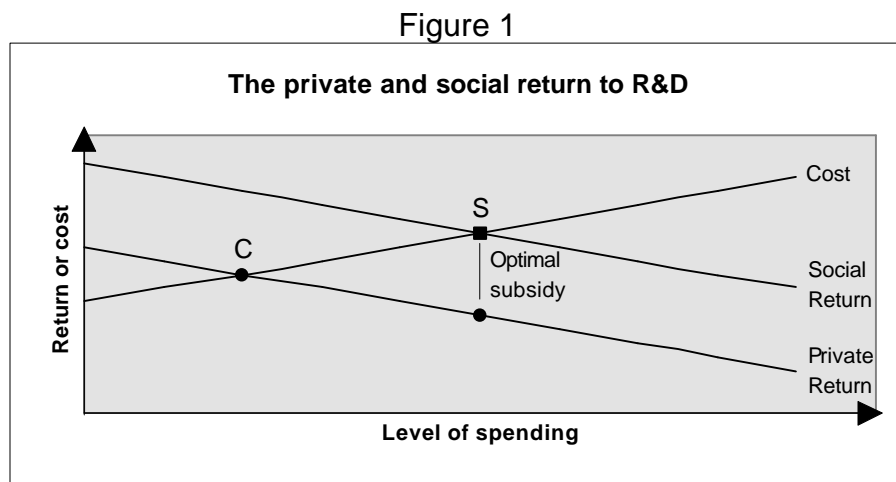 Figure 1
The private and social return to R&D
Return or cost
C
S
Optimal
subsidy
Cost
Social
Return
Private
Return
Level of spending